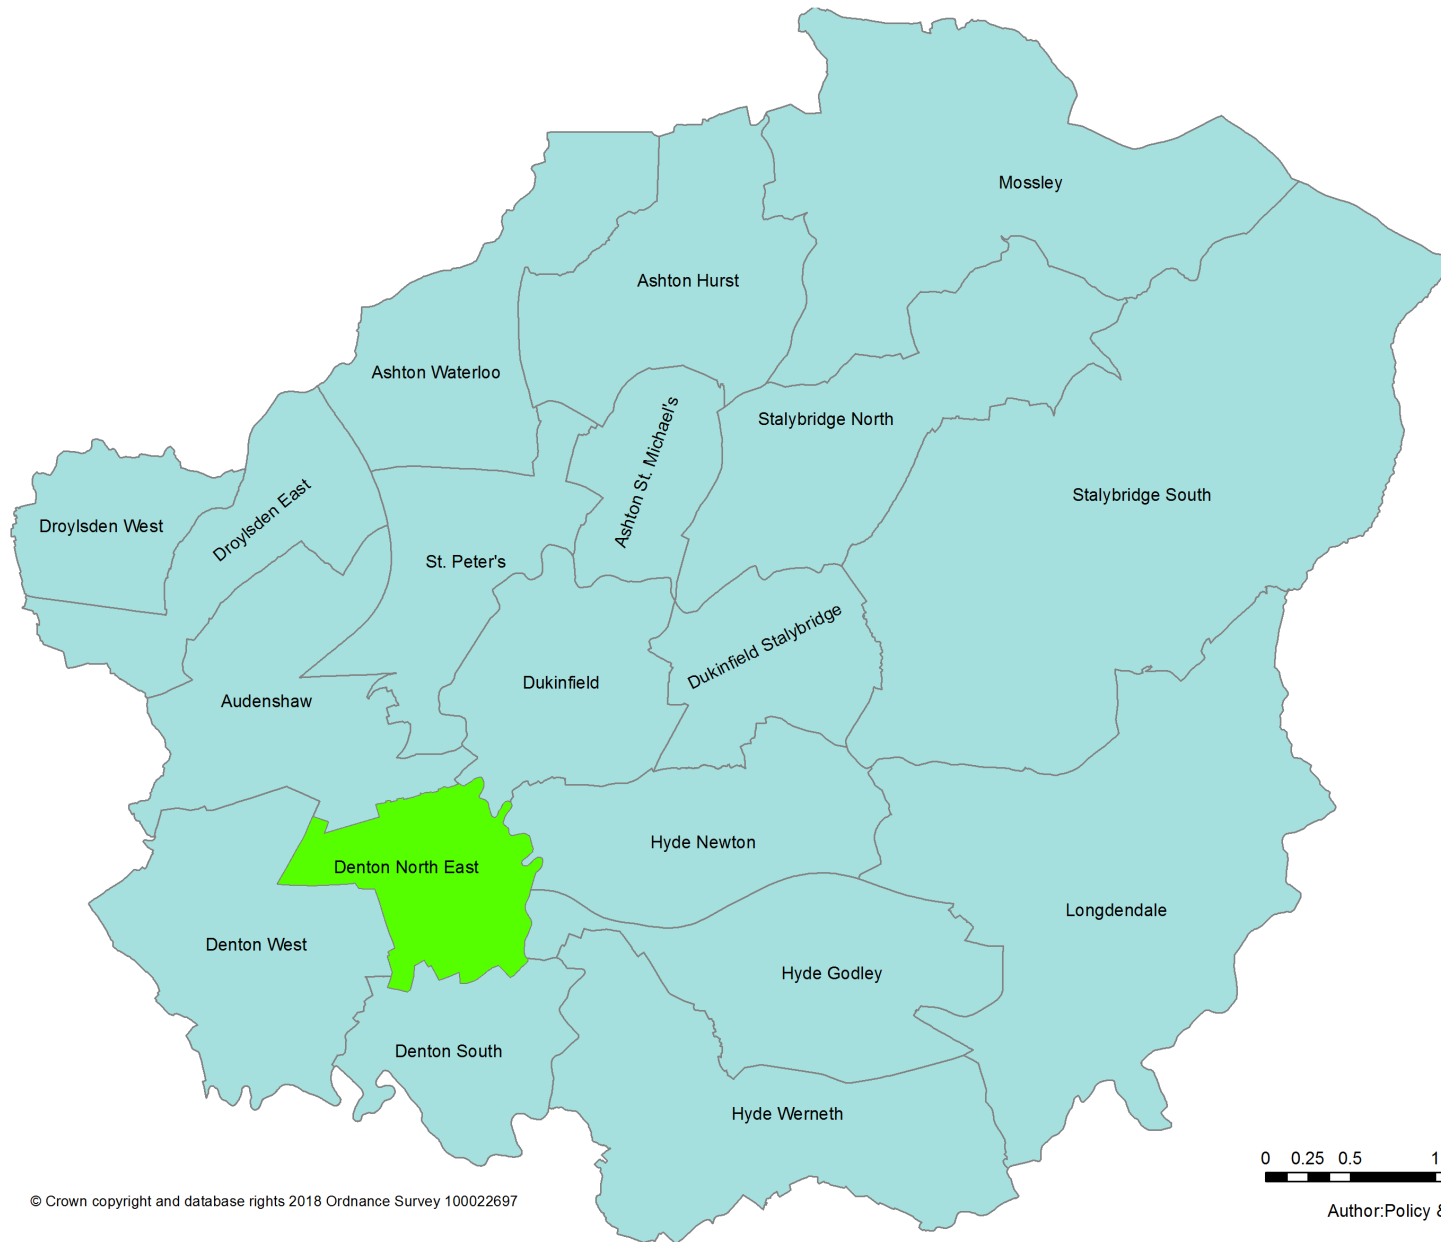 Mossley
Ashton Hurst
Ashton Waterloo
Ashton St. Michael's
Stalybridge North
Stalybridge South
Droylsden West
Droylsden East
St. Peter's
Dukinfield Stalybridge
Dukinfield
Audenshaw
Hyde Newton
Denton North East
Longdendale
Denton West
Hyde Godley
Denton South
Hyde Werneth
0 0.25 0.5 1
© Crown copyright and database rights 2018 Ordnance Survey 100022697
Author:Policy &